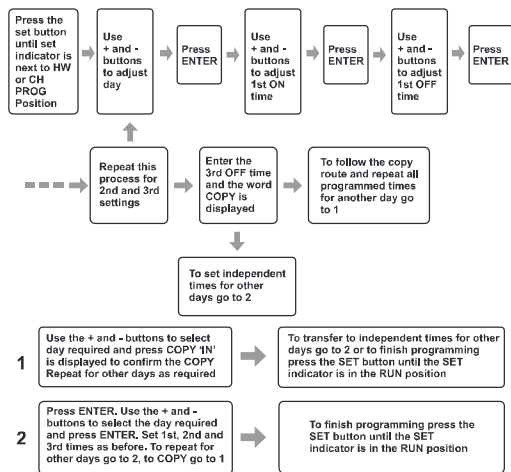 Press the
set button
until set
indicator is
next to HW
or CH
PROG
Position
Use
+ and -
buttons
to adjust
day
Press
ENTER
Use
+ and -
buttons
to adjust
1st ON
time
Press
ENTER
Use
+ and -
buttons
to adjust
1st OFF
time
Press
ENTER
Repeat this
process for
2nd and 3rd
settings
Enter the
3rd OFF time
and the word
COPY is
displayed
To follow the copy
route and repeat all
programmed times
for another day go
to 1
To set independent
times for other
days go to 2
1
Use the + and - buttons to select
day required and press COPY ‘IN’
is displayed to confirm the COPY
Repeat for other days as required
To transfer to independent times for other
days go to 2 or to finish programming
press the SET button until the SET
indicator is in the RUN position
2
Press ENTER. Use the + and -
buttons to select the day required
and press ENTER. Set 1st, 2nd and
3rd times as before. To repeat for
other days go to 2, to COPY go to 1
To finish programming press the
SET button until the SET
indicator is in the RUN position